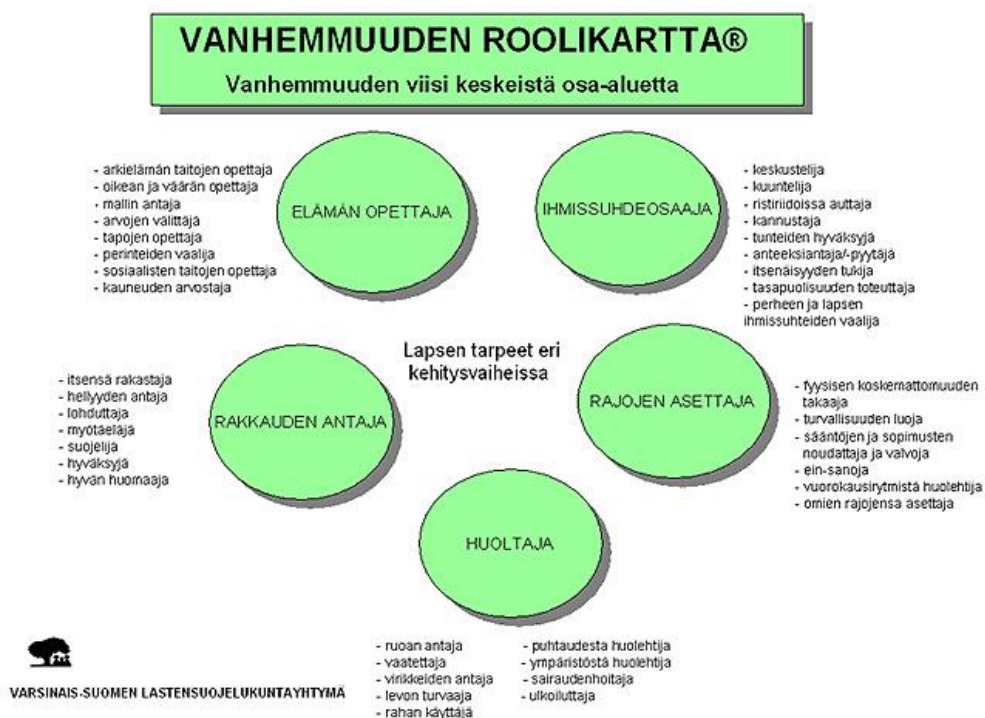 VANHEMMUUDEN ROOLIKARTTA®
Vanhemmuuden viisi keskeistä osa-aluetta
- arkielämän taitojen opettaja
- oikean ja väärän opettaja
- mallin antaja
- arvojen välittäjä
- tapojen opettaja
- perinteiden vaalija
- sosiaalisten taitojen opettaja
- kauneuden arvostaja
ELÄMÄN OPETTAJA
IHMISSUHDEOSAAJA
- keskustelija
- kuuntelija
- ristiriidoissa auttaja
- kannustaja
- tunteiden hyväksyjä
- anteeksiantaja/-pyytäjä
- itsenäisyyden tukija
- tasapuolisuuden toteuttaja
- perheen ja lapsen
ihmissuhteiden vaalija
Lapsen tarpeet eri
kehitysvaiheissa
- itsensä rakastaja
- hellyyden antaja
- lohduttaja
- myötäeläjä
- suojelija
- hyväksyjä
- hyvän huomaaja
RAKKAUDEN ANTAJA
RAJOJEN ASETTAJA
- fyysisen koskemattomuuden
takaaja
- turvallisuuden luoja
- sääntöjen ja sopimusten
noudattaja ja valvoja
- ein-sanoja
- vuorokausirytmistä huolehtija
- omien rajojensa asettaja
HUOLTAJA
- ruoan antaja
- vaatettaja
- virikkeiden antaja
- levon turvaaja
- rahan käyttäjä
- puhtaudesta huolehtija
- ympäristöstä huolehtija
- sairaudenhoitaja
- ulkoiluttaja
VARSINAIS-SUOMEN LASTENSUOJELUKUNTAYHTYMÄ